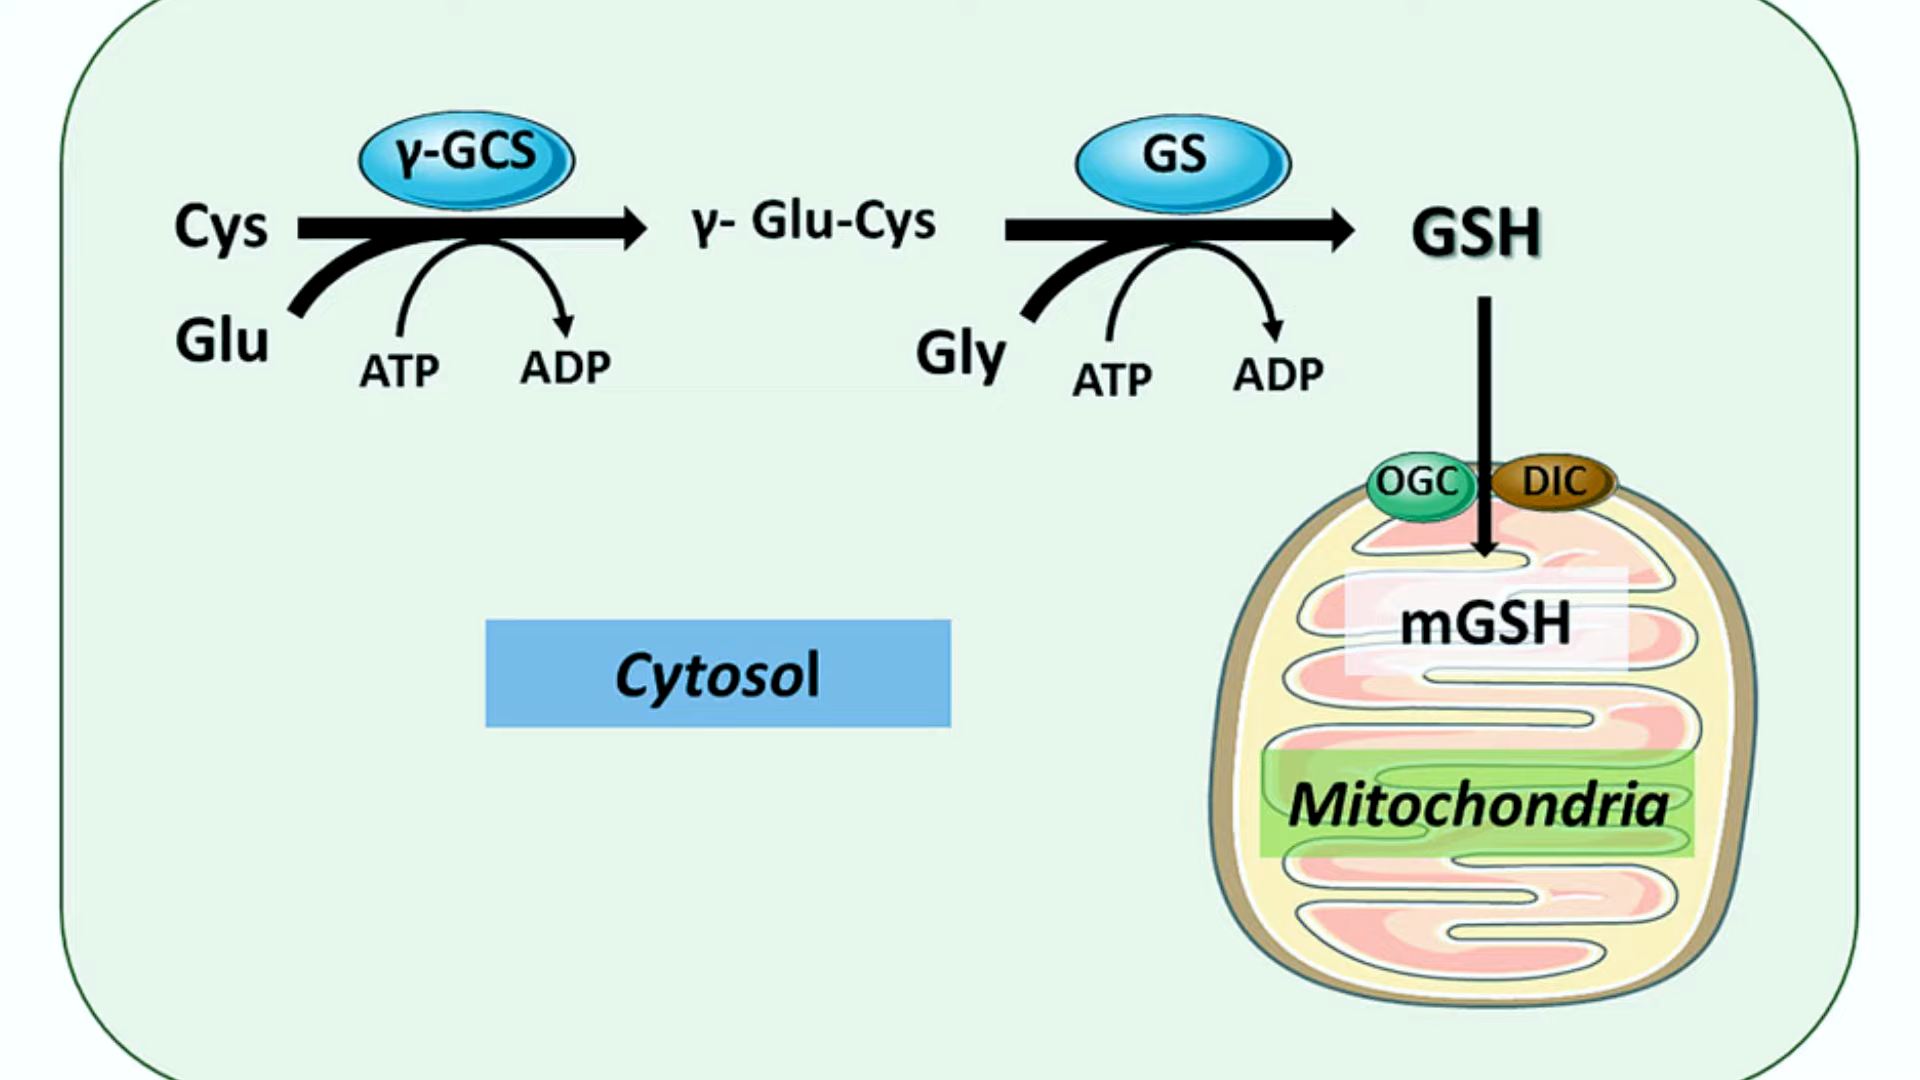 γ-GCS
GS
Cys
γ- Glu-Cys
GSH
Glu
ATP
ADP
Gly
ATP
ADP
OGC
DIC
mGSH
Cytosol
Mitochondria